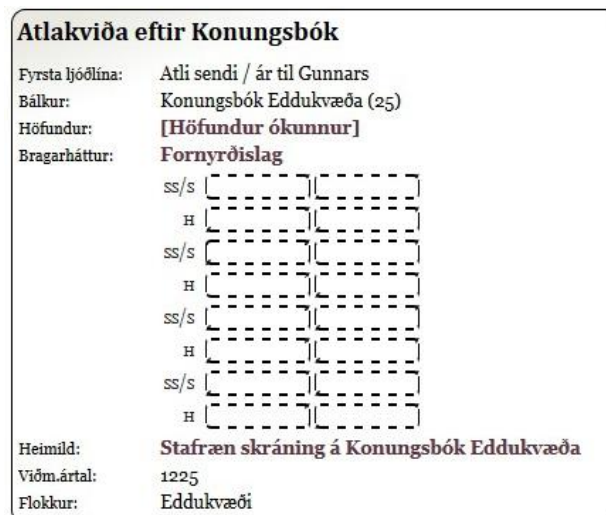 Atlakviða eftir Konungsbók
Fyrsta ljóðlína: Atli sendi / ár til Gunnars
Bálkur: Konungsbók Eddukvæða (25)
Höfundur: [Höfundur ókunnur]
Bragarháttur: Fornyrðislag
SS/S
H
SS/S
H
SS/S
H
SS/S
H
Heimild: Stafræn skráning á Konungsbók Eddukvæða
Viðm.ártal: 1225
Flokkur: Eddukvæði